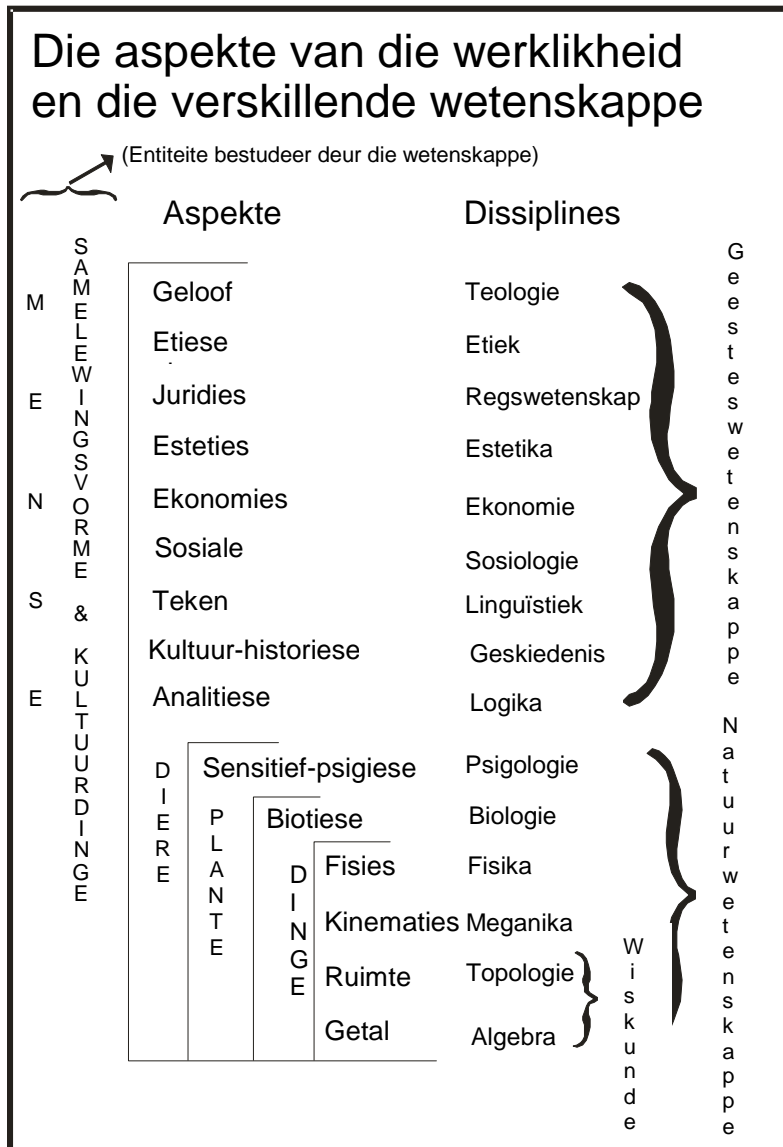 Die aspekte van die werklikheid
en die verskillende wetenskappe
(Entiteite bestudeer deur die wetenskappe)
Aspekte Dissiplines
MENSE
SAMELEWINGSVORME & KULTUURDINGE
Geloof Teologie
Etiese Etiek
Juridies Regswetenskap
Esteties Estetika
Ekonomies Ekonomie
Sosiale Sosiologie
Teken Linguïstiek
Kultuur-historiese Geskiedenis
Analitiese Logika
Geesteswetenskappe
DIERE
Sensitief-psigiese Psigologie
PLANTE
Biotiese Biologie
DINGE
Fisies Fisika
Kinematies Meganika
Ruimte Topologie
Getal Algebra
Wiskunde
Natuurwetenskappe